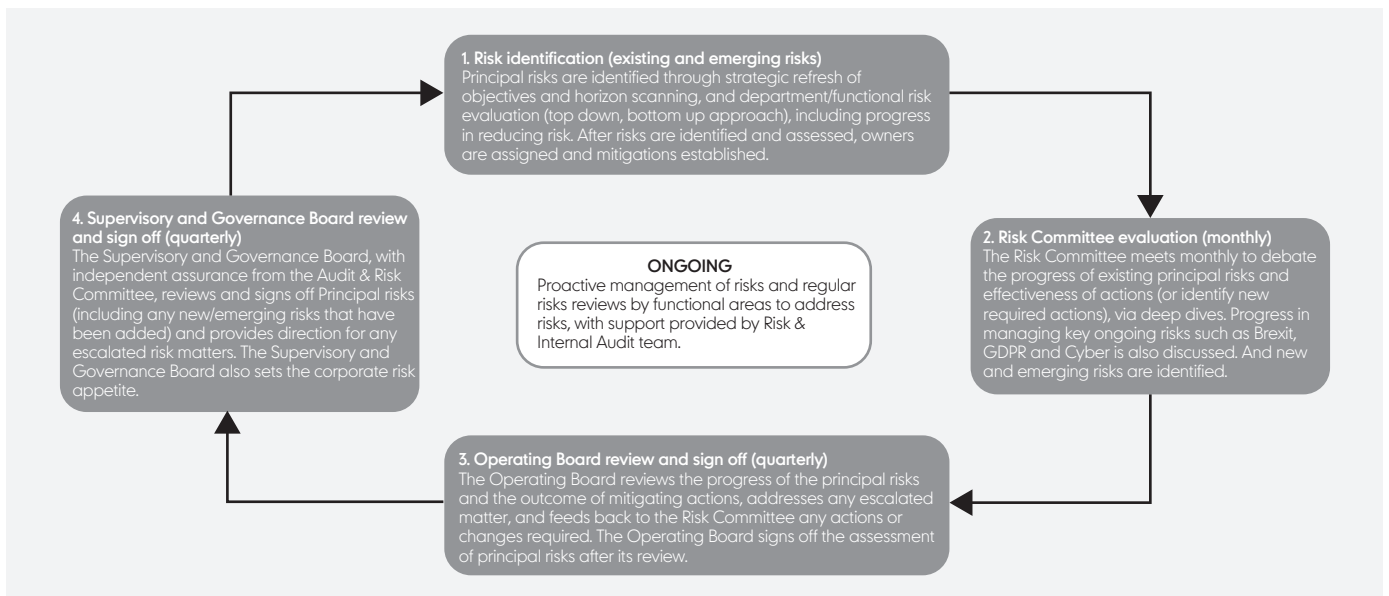 1. Risk identification (existing and emerging risks)
Principal risks are identified through strategic refresh of
objectives and horizon scanning, and department/functional risk
evaluation (top down, bottom up approach), including progress
in reducing risk. After risks are identified and assessed, owners
are assigned and mitigations established.
2. Risk Committee evaluation (monthly)
The Risk Committee meets monthly to debate
the progress of existing principal risks and
effectiveness of actions (or identify new
required actions), via deep dives. Progress in
managing key ongoing risks such as Brexit,
GDPR and Cyber is also discussed. And new
and emerging risks are identified.
3. Operating Board review and sign off (quarterly)
The Operating Board reviews the progress of the principal risks
and the outcome of mitigating actions, addresses any escalated
matter, and feeds back to the Risk Committee any actions or
changes required. The Operating Board signs off the assessment
of principal risks after its review.
4. Supervisory and Governance Board review
and sign off (quarterly)
The Supervisory and Governance Board, with
independent assurance from the Audit & Risk
Committee, reviews and signs off Principal risks
(including any new/emerging risks that have
been added) and provides direction for any
escalated risk matters. The Supervisory and
Governance Board also sets the corporate risk
appetite.
ONGOING
Proactive management of risks and regular
risks reviews by functional areas to address
risks, with support provided by Risk &
Internal Audit team.